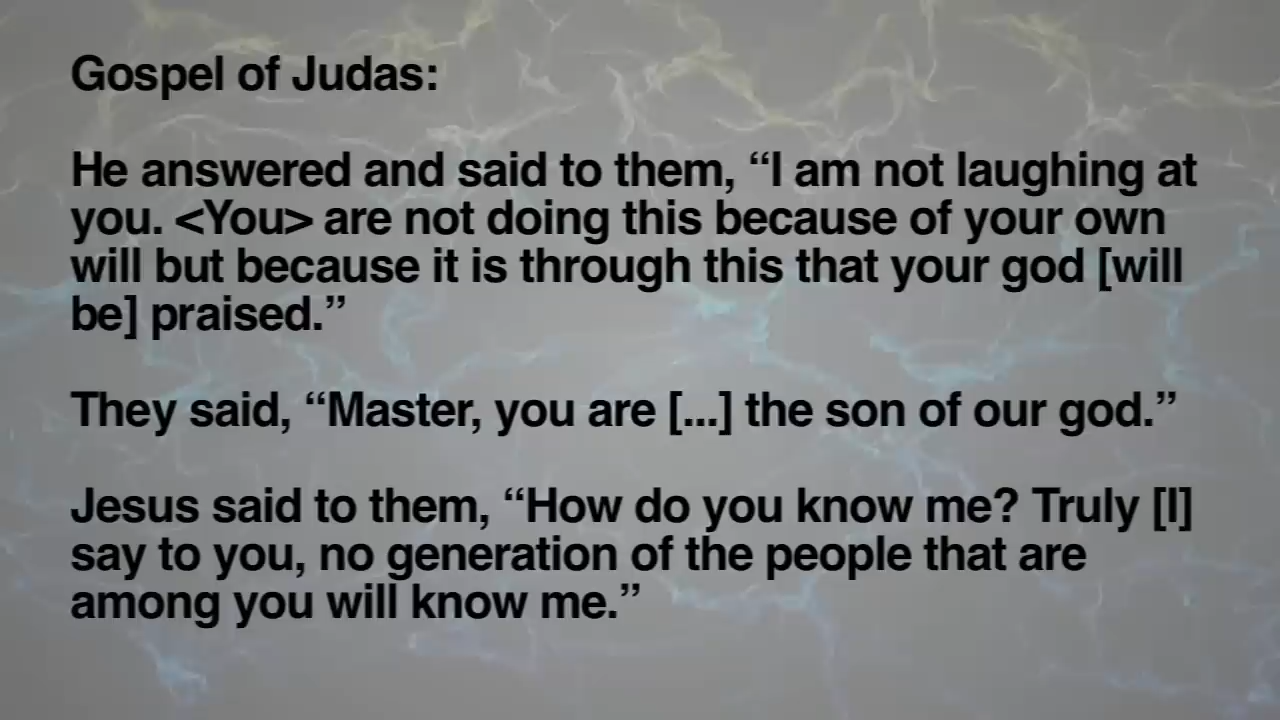 Gospel of Judas:
He answered and said to them, “I am not laughing at
you. <You> are not doing this because of your own
will but because it is through this that your god [will
be] praised.”
They said, “Master, you are [...] the son of our god.”
Jesus said to them, “How do you know me? Truly [I]
say to you, no generation of the people that are
among you will know me.”